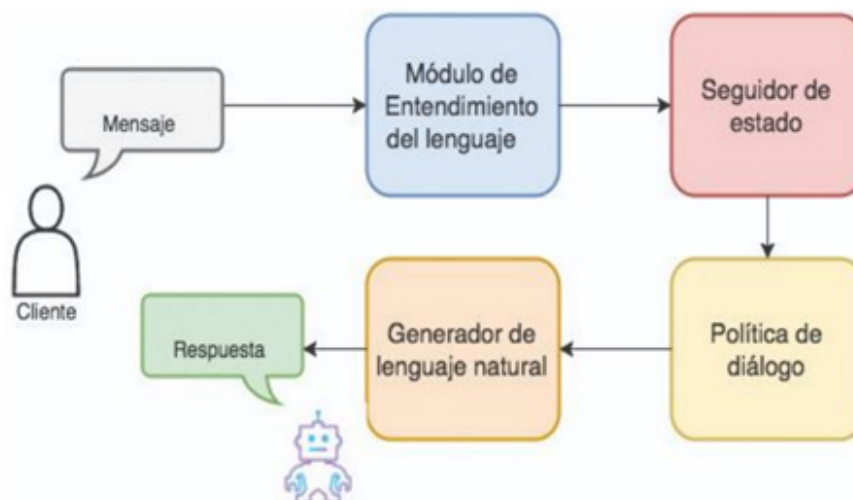 Mensaje
Módulo de
Entendimiento
del lenguaje
Seguidor de
estado
Cliente
Respuesta
Generador de
lenguaje natural
Política de
diálogo